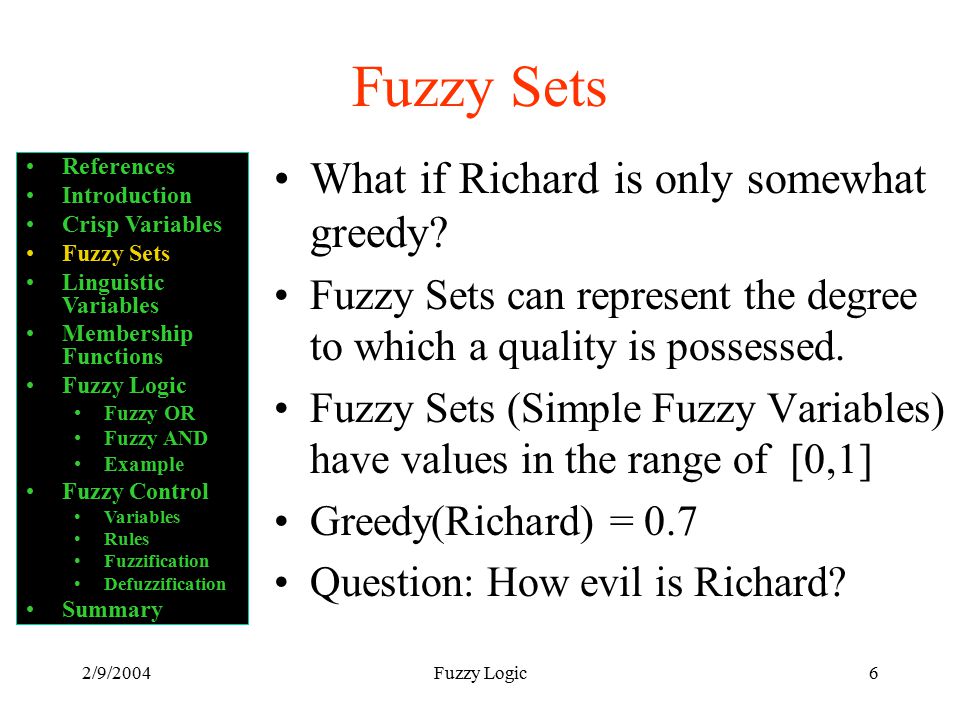 Fuzzy Sets
• References
• Introduction
• Crisp Variables
• Fuzzy Sets
• Linguistic
Variables
• Membership
Functions
• Fuzzy Logic
• Fuzzy OR
• Fuzzy AND
• Example
• Fuzzy Control
• Variables
• Rules
• Fuzzification
• Defuzzification
• Summary
• What if Richard is only somewhat
greedy?
• Fuzzy Sets can represent the degree
to which a quality is possessed.
• Fuzzy Sets (Simple Fuzzy Variables)
have values in the range of [0,1]
• Greedy(Richard) = 0.7
• Question: How evil is Richard?
2/9/2004
Fuzzy Logic
6